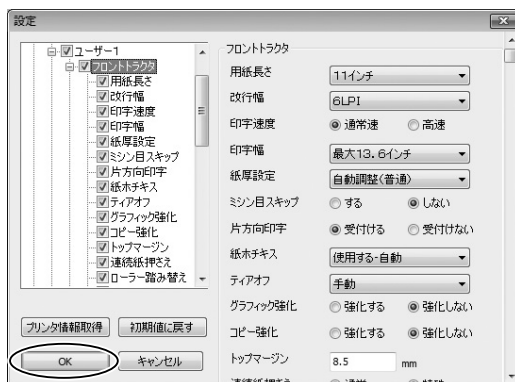 設定
ユーザー1
フロントトラクタ
用紙長さ
改行幅
印字速度
印字幅
紙厚設定
ミシン目スキップ
片方向印字
紙ホチキス
ティアオフ
グラフィック強化
コピー強化
トップマージン
連続紙押さえ
ローラー踏み替え
プリンタ情報取得 初期値に戻す
OK キャンセル
フロントトラクタ
用紙長さ 11インチ
改行幅 6LPI
印字速度 通常速 高速
印字幅 最大13.6インチ
紙厚設定 自動調整(普通)
ミシン目スキップ する しない
片方向印字 受付ける 受付けない
紙ホチキス 使用する-自動
ティアオフ 手動
グラフィック強化 強化する 強化しない
コピー強化 強化する 強化しない
トップマージン 8.5 mm